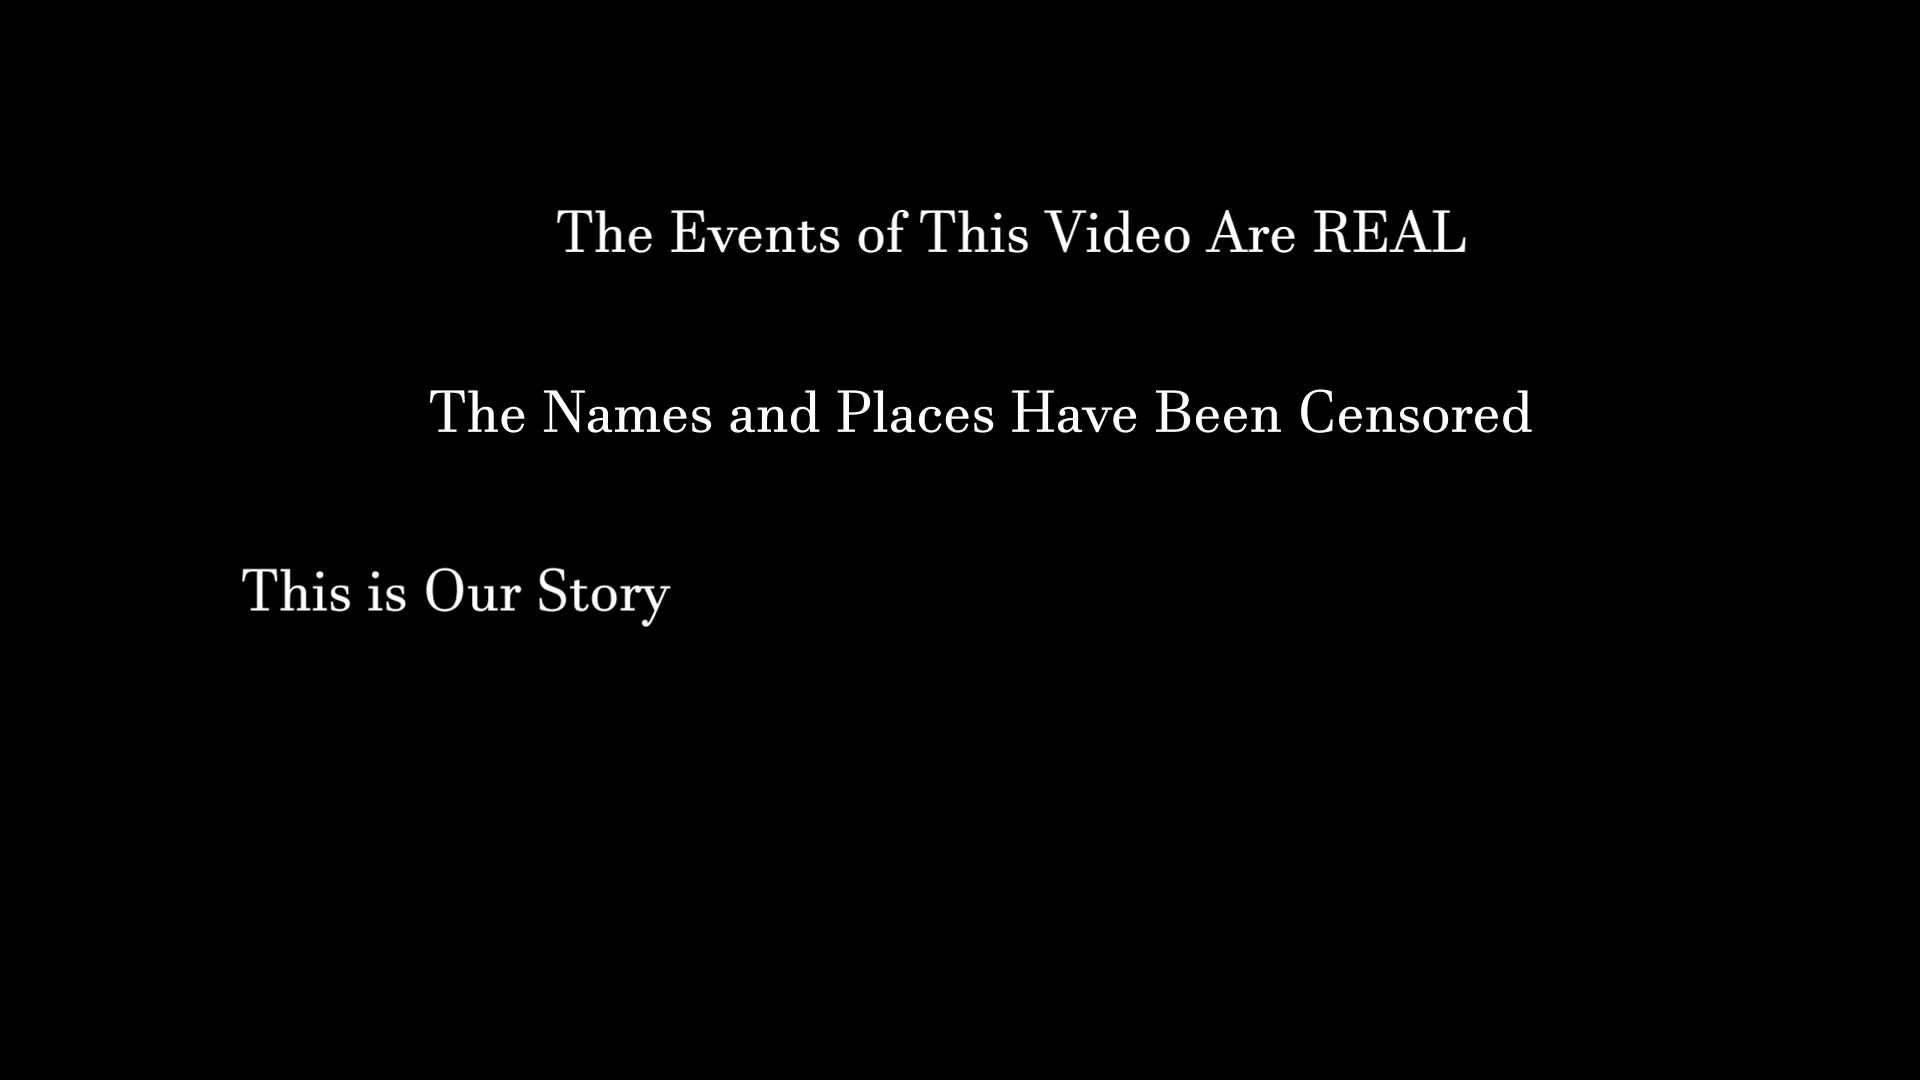 The Events of This Video Are REAL
The Names and Places Have Been Censored
This is Our Story